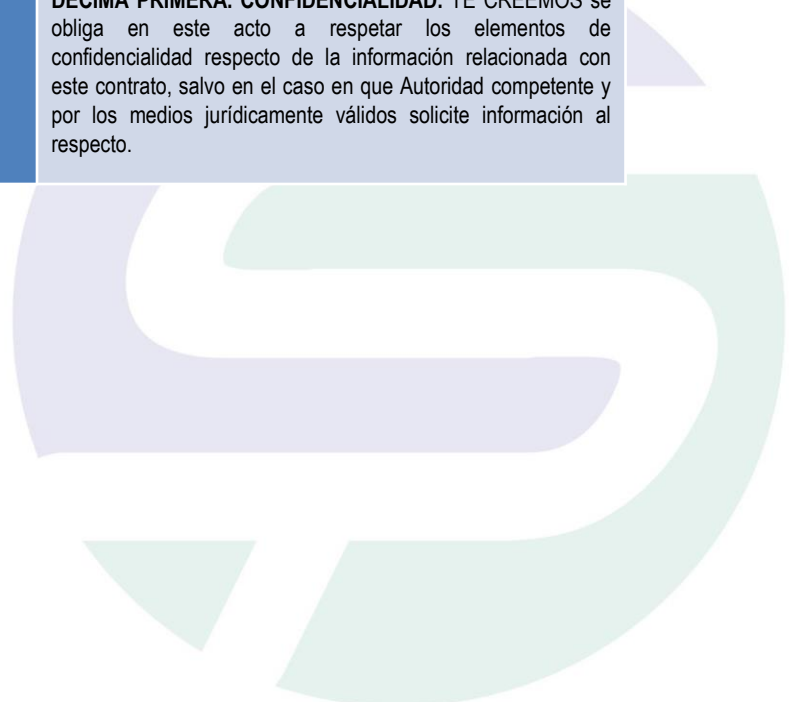 DÉCIMA PRIMERA. CONFIDENCIALIDAD. TE CREEMOS se
obliga en este acto a respetar los elementos de
confidencialidad respecto de la información relacionada con
este contrato, salvo en el caso en que Autoridad competente y
por los medios jurídicamente válidos solicite información al
respecto.